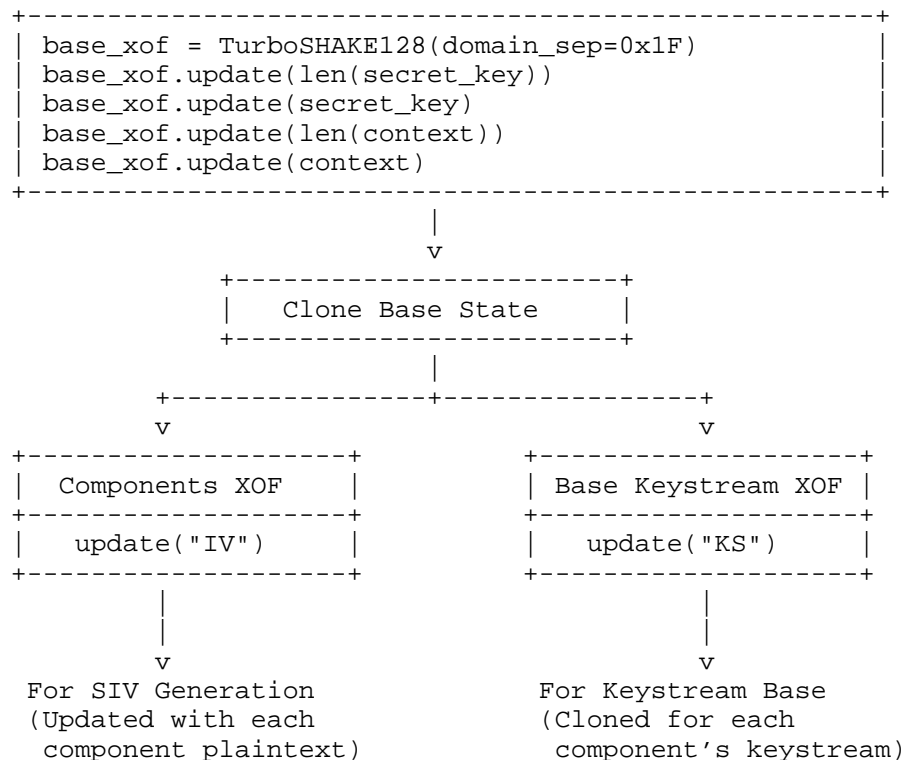 base_xof = TurboSHAKE128(domain_sep=0x1F)
base_xof.update(len(secret_key))
base_xof.update(secret_key)
base_xof.update(len(context))
base_xof.update(context)
Clone Base State
v
v v
Components XOF Base Keystream XOF
update("IV") update("KS")
v v
For SIV Generation For Keystream Base
(Updated with each (Cloned for each
component plaintext) component's keystream)